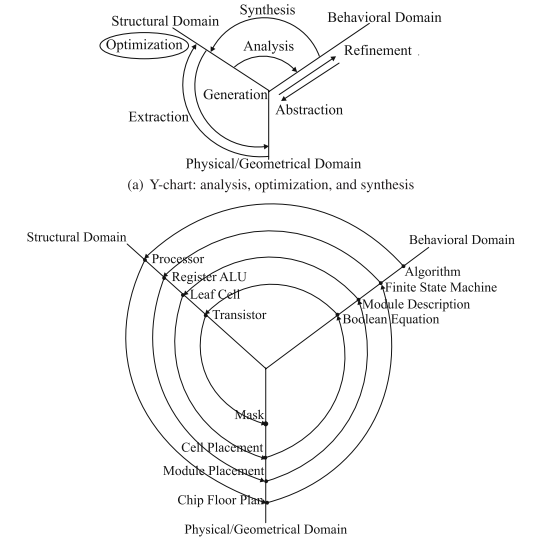 Synthesis
Structural Domain
Behavioral Domain
Optimization
Analysis
Refinement
Generation
Abstraction
Extraction
Physical/Geometrical Domain
(a) Y-chart: analysis, optimization, and synthesis
Structural Domain
Behavioral Domain
Processor
Algorithm
Register ALU
Finite State Machine
Leaf Cell
Module Description
Transistor
Boolean Equation
Mask
Cell Placement
Module Placement
Chip Floor Plan
Physical/Geometrical Domain